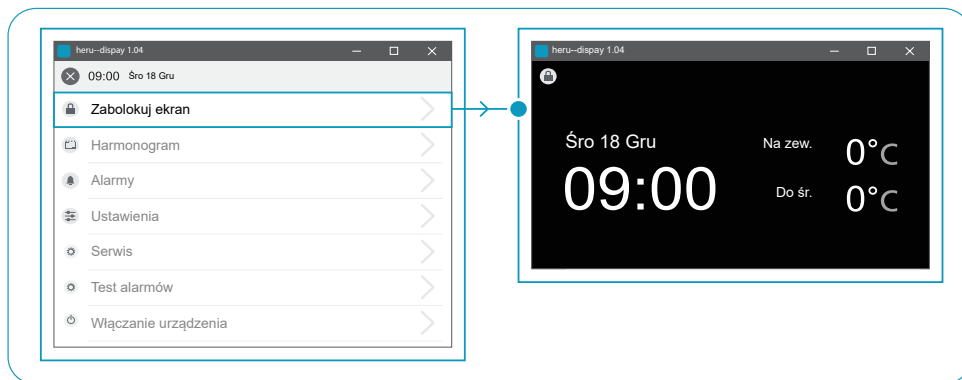 heru--dispay 1.04
09:00 Śro 18 Gru
Zabolokuj ekran
Harmonogram
Alarmy
Ustawienia
Serwis
Test alarmów
Włączanie urządzenia
heru--dispay 1.04
Śro 18 Gru
09:00
Na zew. 0°C
Do śr. 0°C